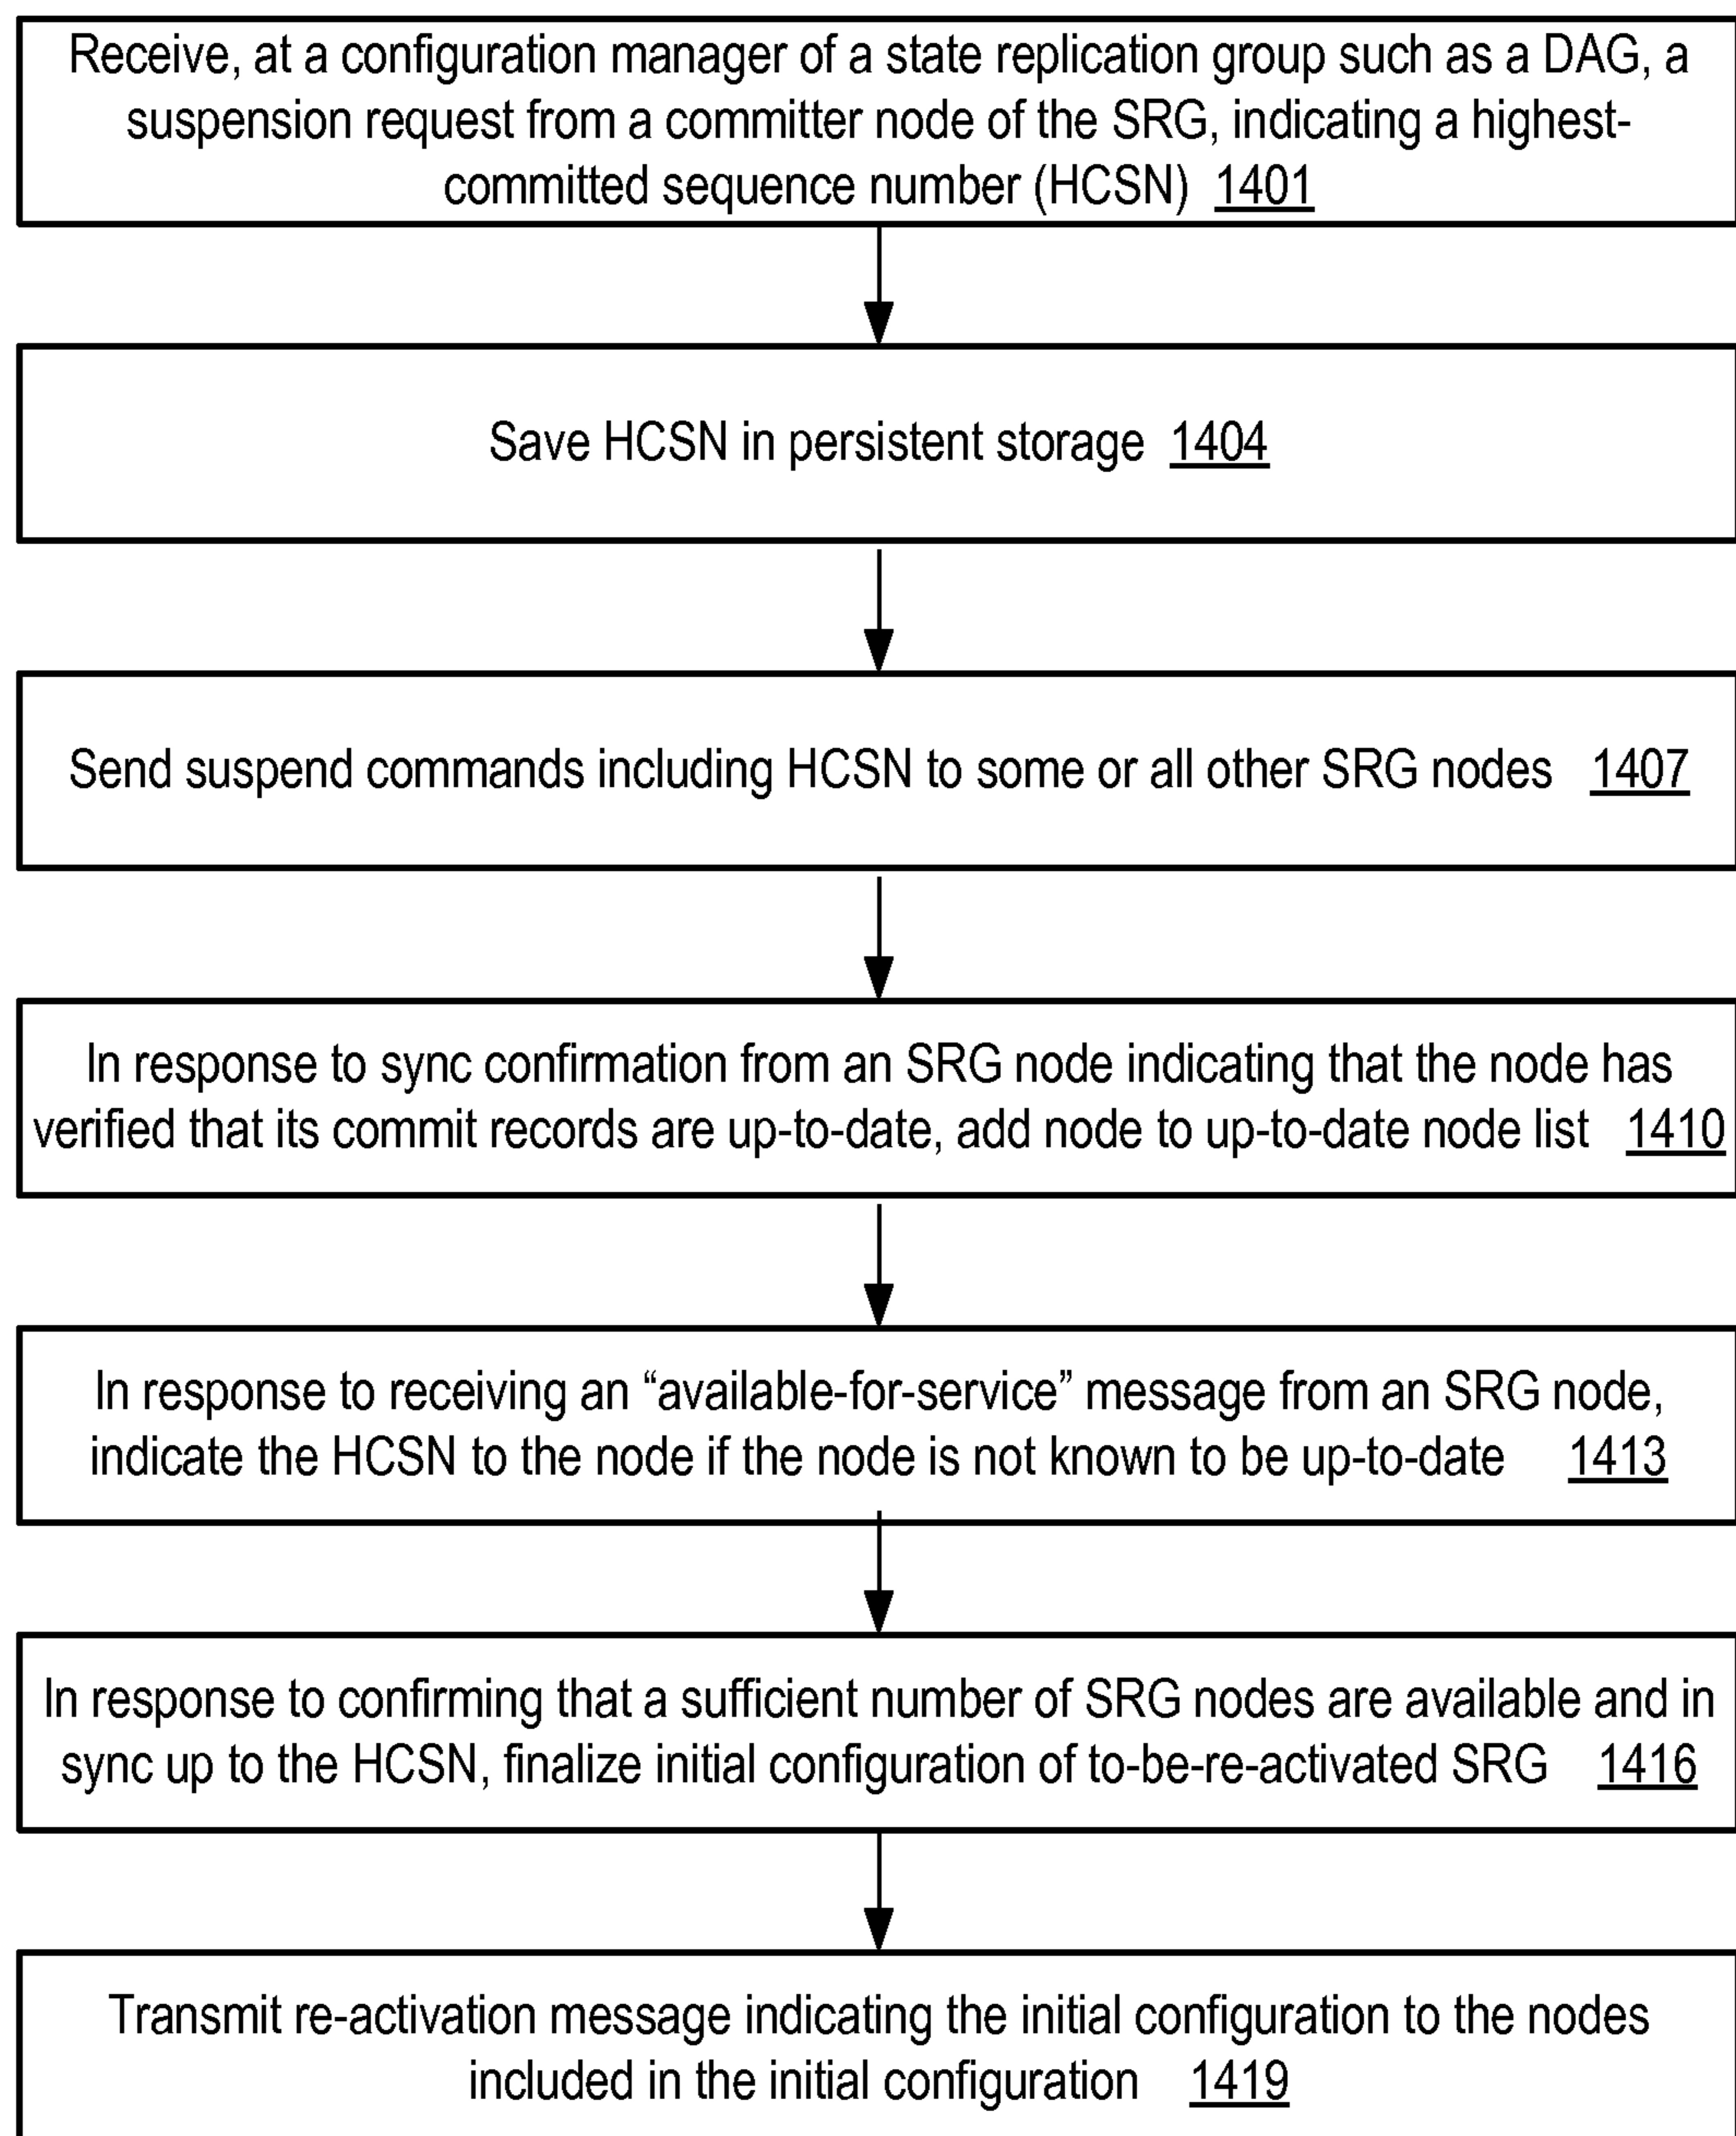 Receive, at a configuration manager of a state replication group such as a DAG, a
suspension request from a committer node of the SRG, indicating a highest-
committed sequence number (HCSN) 1401
Save HCSN in persistent storage 1404
Send suspend commands including HCSN to some or all other SRG nodes 1407
In response to sync confirmation from an SRG node indicating that the node has
verified that its commit records are up-to-date, add node to up-to-date node list 1410
In response to receiving an “available-for-service” message from an SRG node,
indicate the HCSN to the node if the node is not known to be up-to-date 1413
In response to confirming that a sufficient number of SRG nodes are available and in
sync up to the HCSN, finalize initial configuration of to-be-re-activated SRG 1416
Transmit re-activation message indicating the initial configuration to the nodes
included in the initial configuration 1419